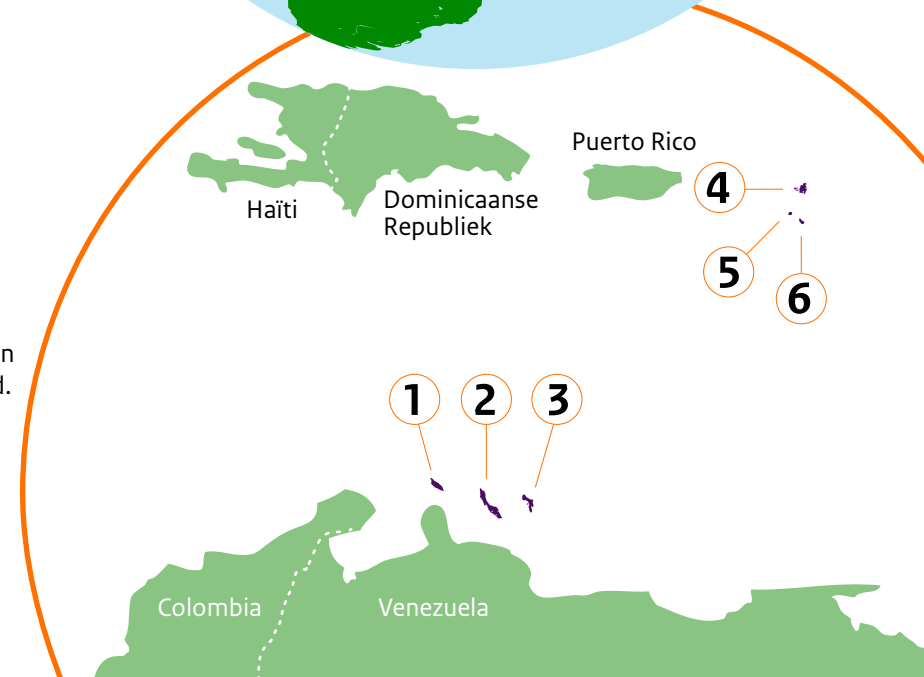 Puerto Rico
4
Haïti
Dominicaanse
Republiek
5
6
n
d.
1
2
3
Colombia
Venezuela